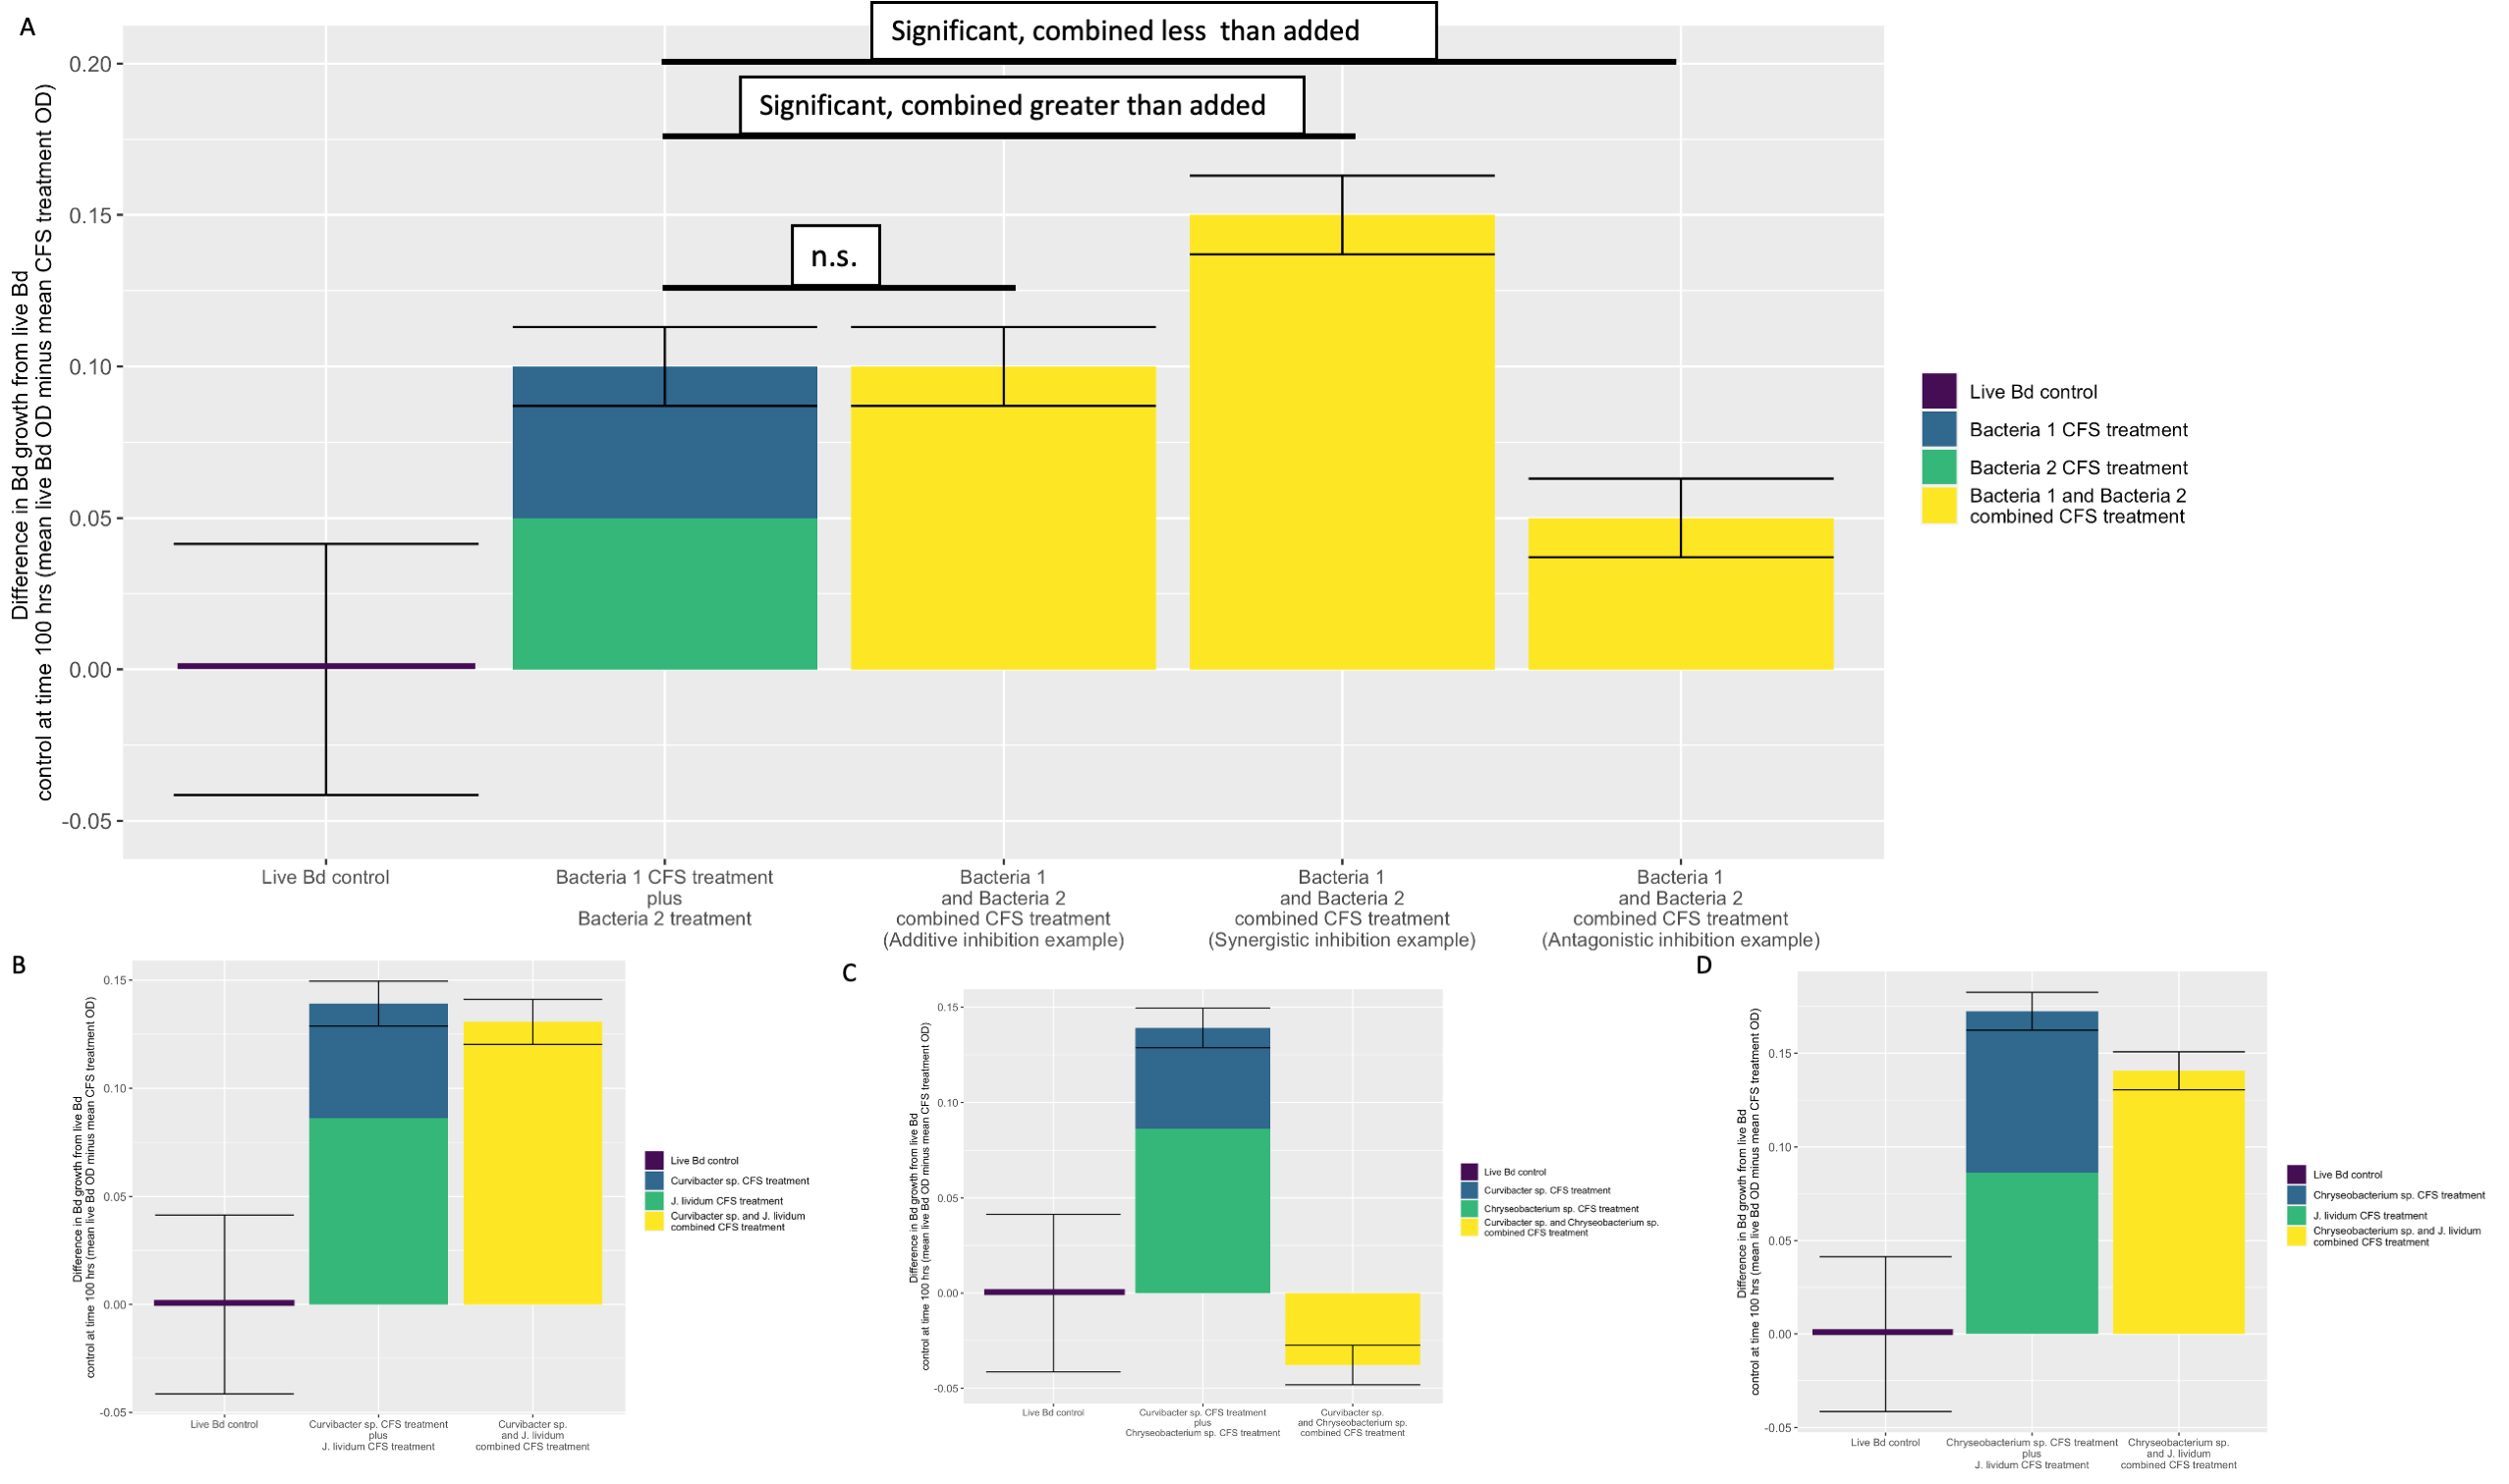 A
Significant, combined less than added
Significant, combined greater than added
n.s.
Difference in Bd growth from live Bd
control at time 100 hrs (mean live Bd OD minus mean CFS treatment OD)
0.20
0.15
0.10
0.05
0.00
-0.05
Live Bd control
Bacteria 1 CFS treatment
plus
Bacteria 2 treatment
Bacteria 1
and Bacteria 2
combined CFS treatment
(Additive inhibition example)
Bacteria 1
and Bacteria 2
combined CFS treatment
(Synergistic inhibition example)
Bacteria 1
and Bacteria 2
combined CFS treatment
(Antagonistic inhibition example)
Live Bd control
Bacteria 1 CFS treatment
Bacteria 2 CFS treatment
Bacteria 1 and Bacteria 2
combined CFS treatment
B
Difference in Bd growth from live Bd
control at time 100 hrs (mean live Bd OD minus mean CFS treatment OD)
0.15
0.10
0.05
0.00
-0.05
Live Bd control
Curvibacter sp. CFS treatment
plus
J. lividum CFS treatment
Curvibacter sp.
and J. lividum
combined CFS treatment
Live Bd control
Curvibacter sp. CFS treatment
J. lividum CFS treatment
Curvibacter sp. and J. lividum
combined CFS treatment
C
Difference in Bd growth from live Bd
control at time 100 hrs (mean live Bd OD minus mean CFS treatment OD)
0.15
0.10
0.05
0.00
-0.05
Live Bd control
Curvibacter sp. CFS treatment
plus
Chryseobacterium sp. CFS treatment
Curvibacter sp.
and Chryseobacterium sp.
combined CFS treatment
Live Bd control
Curvibacter sp. CFS treatment
Chryseobacterium sp. CFS treatment
Curvibacter sp. and Chryseobacterium sp.
combined CFS treatment
D
Difference in Bd growth from live Bd
control at time 100 hrs (mean live Bd OD minus mean CFS treatment OD)
0.15
0.10
0.05
0.00
-0.05
Live Bd control
Chryseobacterium sp. CFS treatment
plus
J. lividum CFS treatment
Chryseobacterium sp.
and J. lividum
combined CFS treatment
Live Bd control
Chryseobacterium sp. CFS treatment
J. lividum CFS treatment
Chryseobacterium sp. and J. lividum
combined CFS treatment